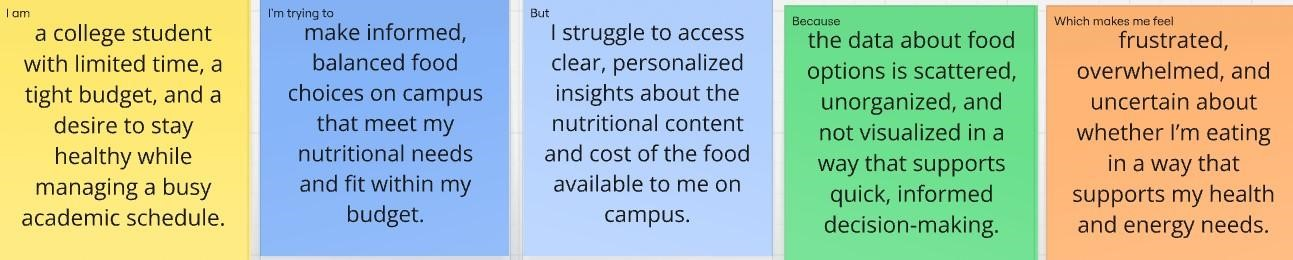 I am
a college student
with limited time, a
tight budget, and a
desire to stay
healthy while
managing a busy
academic schedule.
I'm trying to
make informed,
balanced food
choices on campus
that meet my
nutritional needs
and fit within my
budget.
But
I struggle to access
clear, personalized
insights about the
nutritional content
and cost of the food
available to me on
campus.
Because
the data about food
options is scattered,
unorganized, and
not visualized in a
way that supports
quick, informed
decision-making.
Which makes me feel
frustrated,
overwhelmed, and
uncertain about
whether I’m eating
in a way that
supports my health
and energy needs.